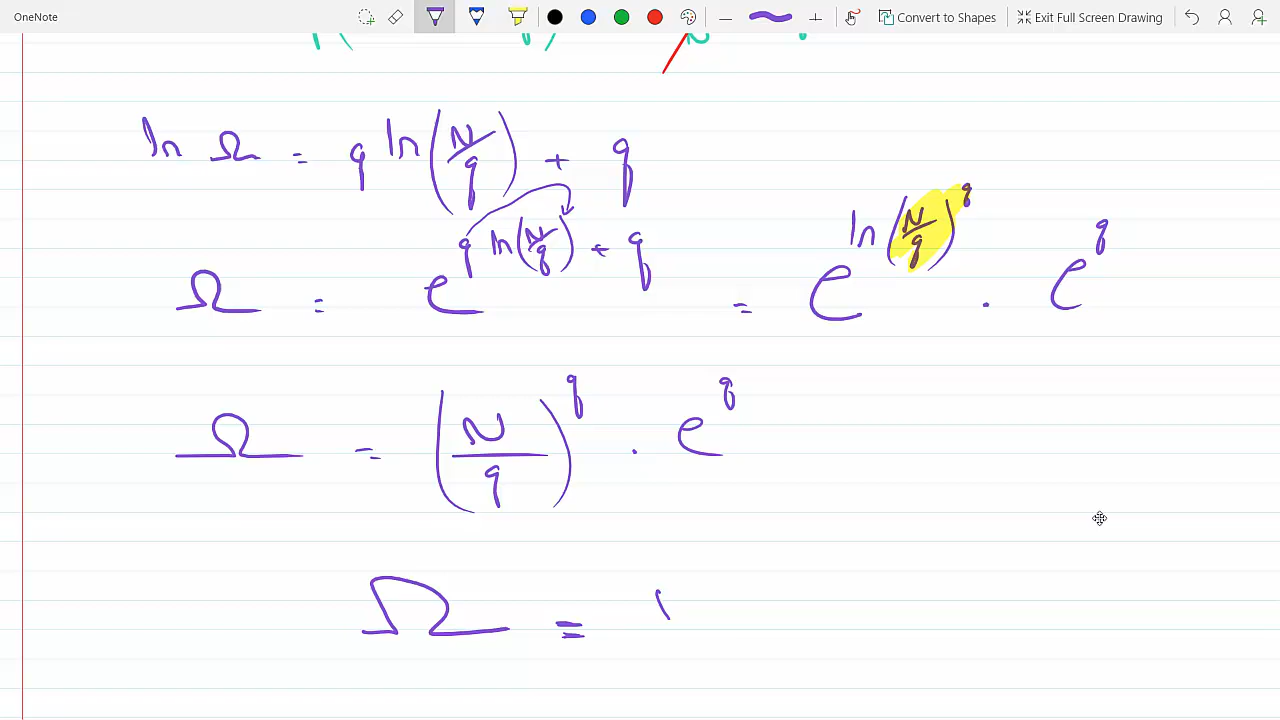 OneNote
Convert to Shapes
Exit Full Screen Drawing
ln Ω = q ln(N/q) + q
Ω = e^(q ln(N/q) + q) = e^(ln(N/q)^q) · e^q
Ω = (N/q)^q · e^q
Ω = (